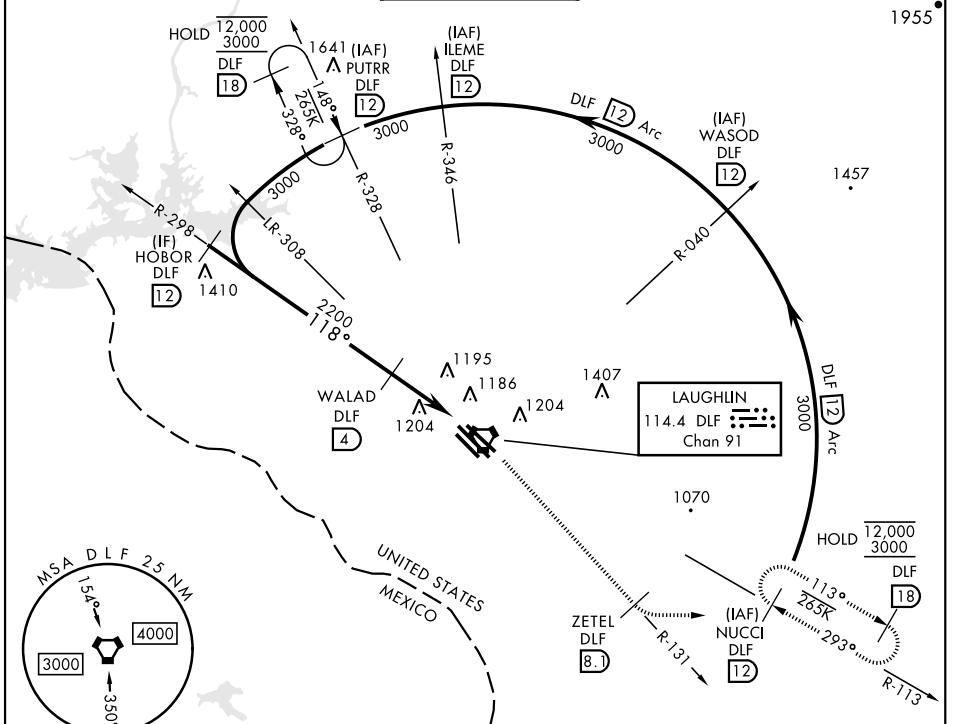 1955
HOLD 12,000
3000
DLF
18
1641
(IAF)
PUTRR
DLF
12
(IAF)
ILEME
DLF
12
148°
265K
328°
3000
3000
DLF 12 Arc
3000
(IAF)
WASOD
DLF
12
1457
R-346
R-328
R-040
R-298
LR-308
(IF)
HOBOR
DLF
12
1410
2200
118°
WALAD
DLF
4
1195
1186
1204
1204
1407
LAUGHLIN
114.4 DLF
Chan 91
DLF 12 Arc
3000
1070
HOLD 12,000
3000
DLF
18
113°
265K
293°
(IAF)
NUCCI
DLF
12
R-113
ZETEL
DLF
8.1
R-131
UNITED STATES
MEXICO
MSA DLF 25 NM
154°
4000
3000
350°